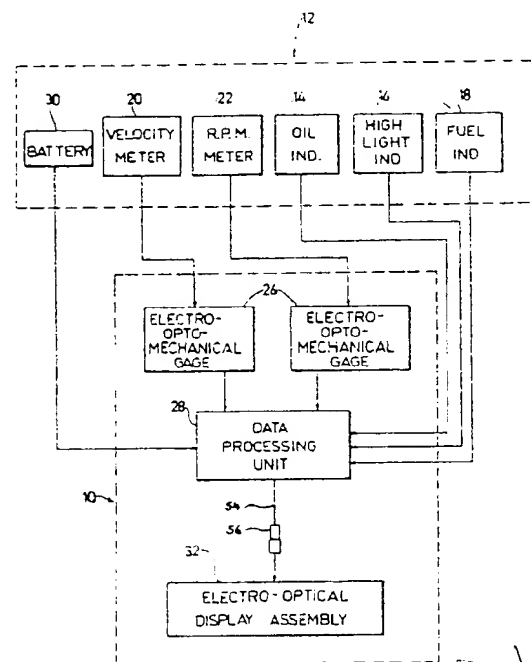 12
30
20
22
14
16
18
BATTERY
VELOCITY
METER
R.P.M.
METER
OIL
IND.
HIGH
LIGHT
IND
FUEL
IND
26
ELECTRO-
OPTO-
MECHANICAL
GAGE
ELECTRO-
OPTO-
MECHANICAL
GAGE
28
DATA
PROCESSING
UNIT
10
54
56
32
ELECTRO-OPTICAL
DISPLAY ASSEMBLY